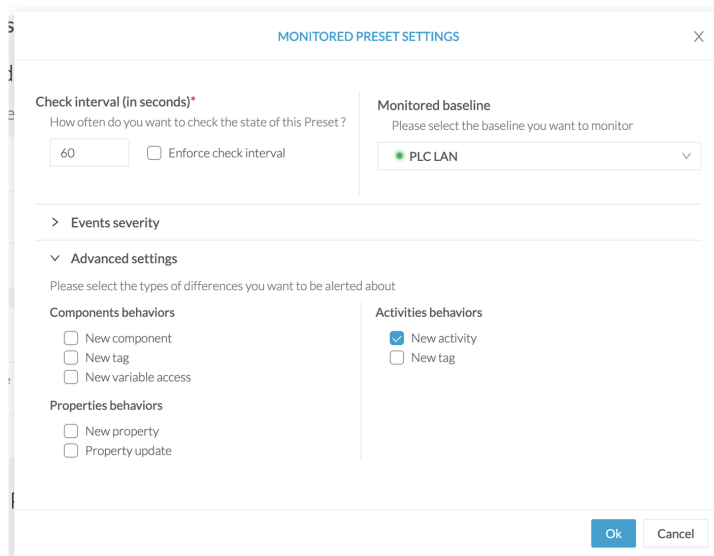 MONITORED PRESET SETTINGS
Check interval (in seconds)*
How often do you want to check the state of this Preset ?
60
Enforce check interval
Monitored baseline
Please select the baseline you want to monitor
PLC LAN
Events severity
Advanced settings
Please select the types of differences you want to be alerted about
Components behaviors
New component
New tag
New variable access
Properties behaviors
New property
Property update
Activities behaviors
New activity
New tag
Ok
Cancel